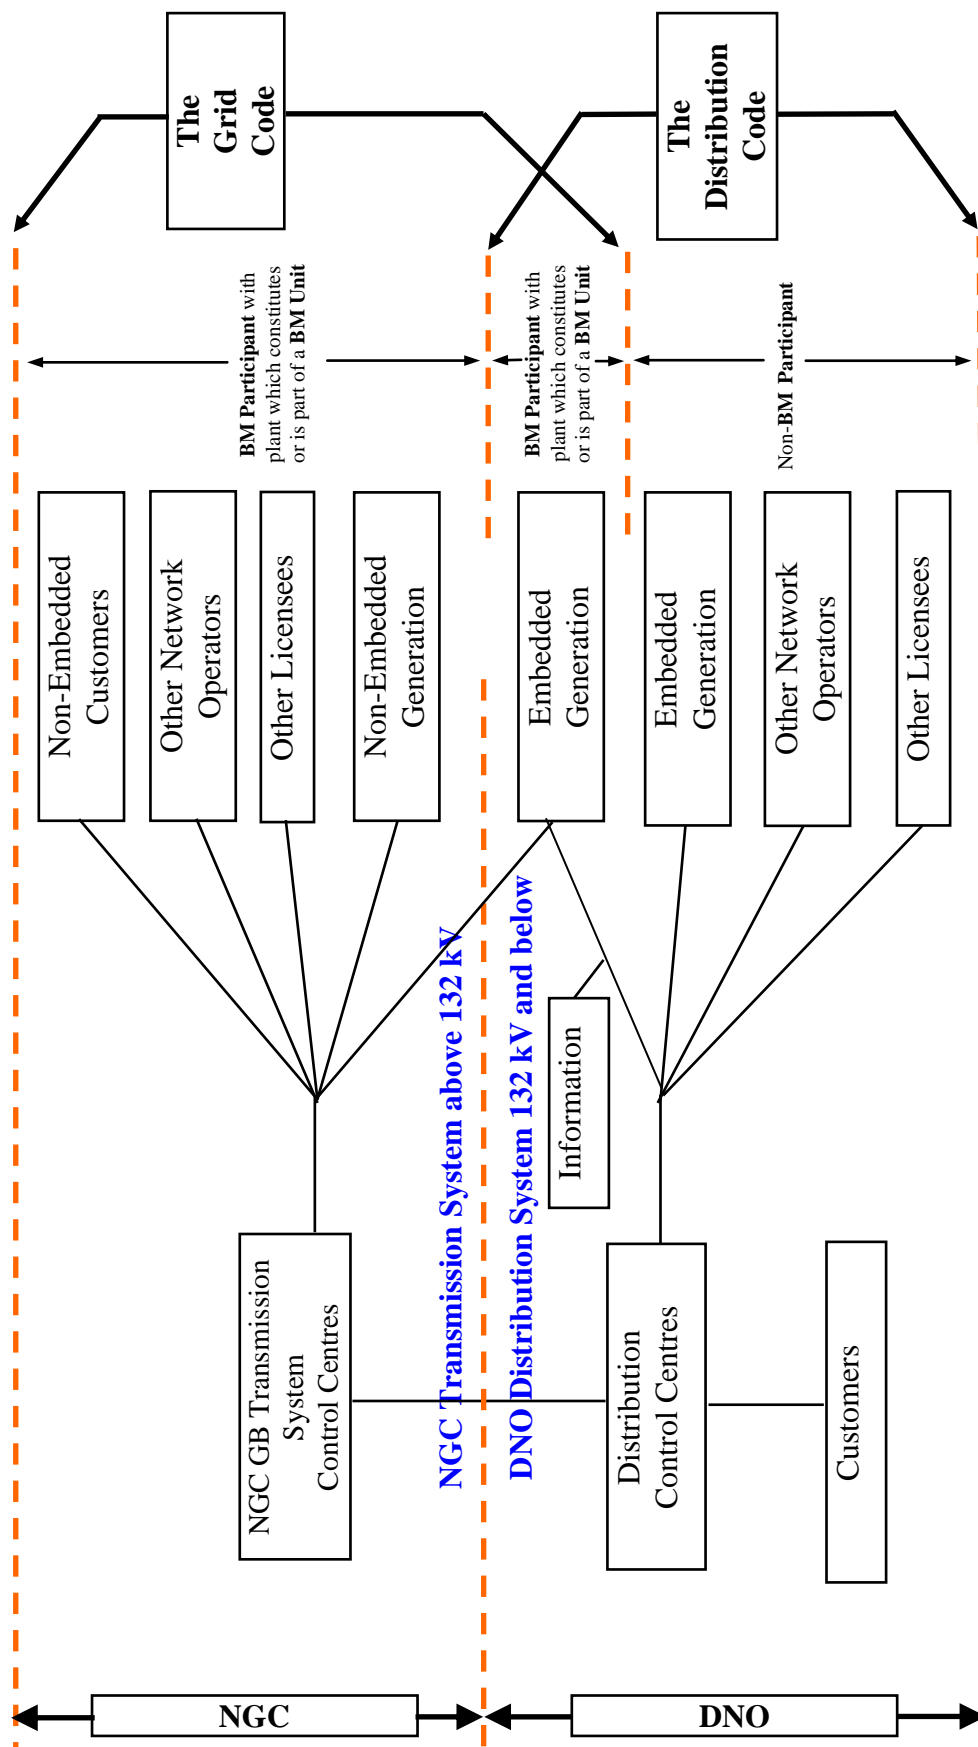 The
Grid
Code
The
Distribution
Code
BM Participant with
plant which constitutes
or is part of a BM Unit
BM Participant with
plant which constitutes
or is part of a BM Unit
Non-BM Participant
Non-Embedded
Customers
Other Network
Operators
Other Licensees
Non-Embedded
Generation
Embedded
Generation
Embedded
Generation
Other Network
Operators
Other Licensees
NGC Transmission System above 132 kV
DNO Distribution System 132 kV and below
Information
NGC GB Transmission
System
Control Centres
Distribution
Control Centres
Customers
NGC
DNO